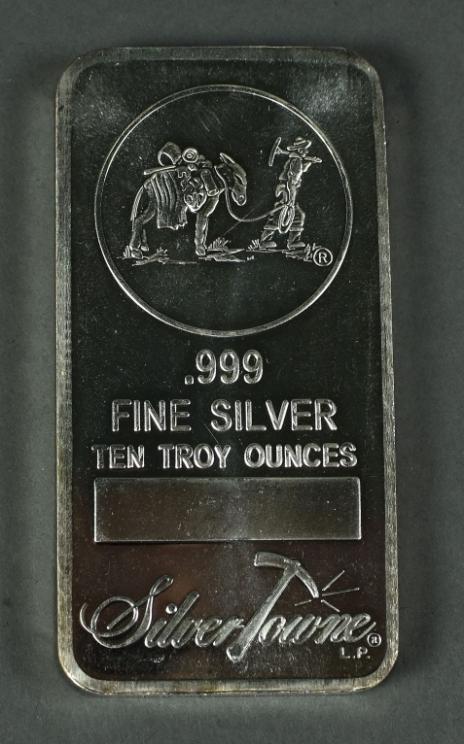 ®
.999
FINE SILVER
TEN TROY OUNCES
SilverTowne®
L.P.